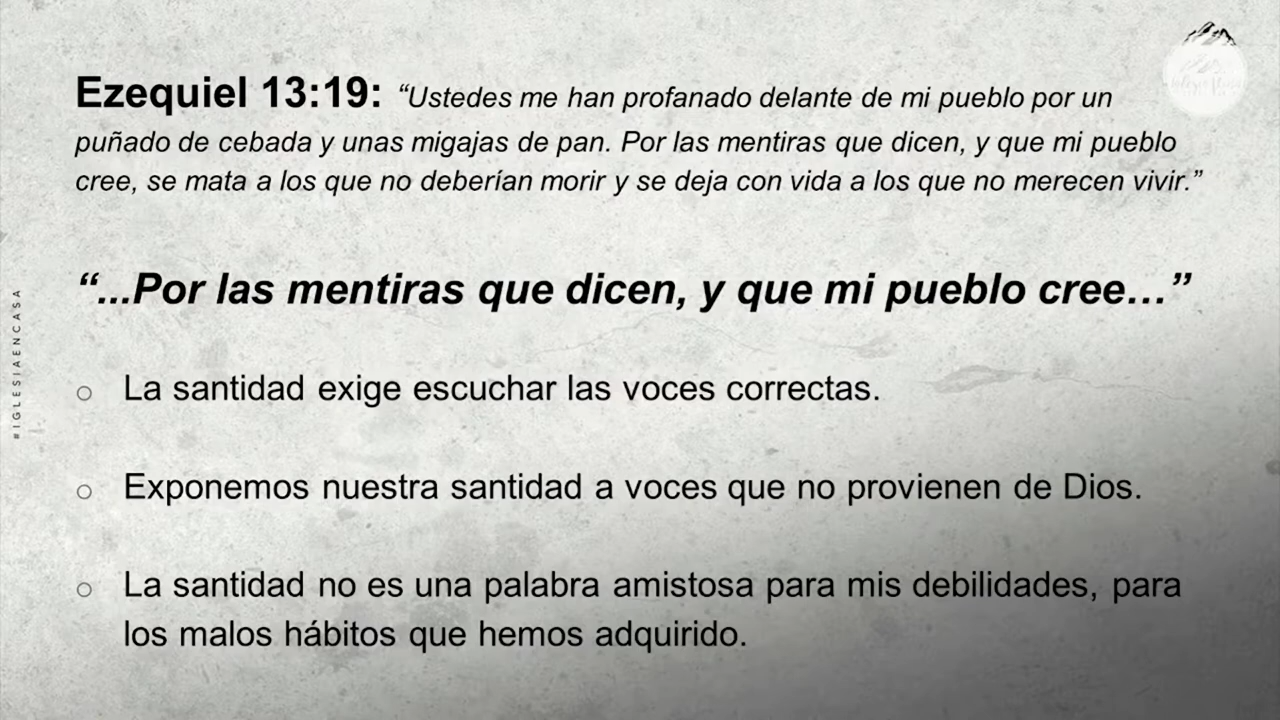 Ezequiel 13:19: “Ustedes me han profanado delante de mi pueblo por un
puñado de cebada y unas migajas de pan. Por las mentiras que dicen, y que mi pueblo
cree, se mata a los que no deberían morir y se deja con vida a los que no merecen vivir.”
“...Por las mentiras que dicen, y que mi pueblo cree…”
#IGLESIAENCASA
o La santidad exige escuchar las voces correctas.
o Exponemos nuestra santidad a voces que no provienen de Dios.
o La santidad no es una palabra amistosa para mis debilidades, para
los malos hábitos que hemos adquirido.